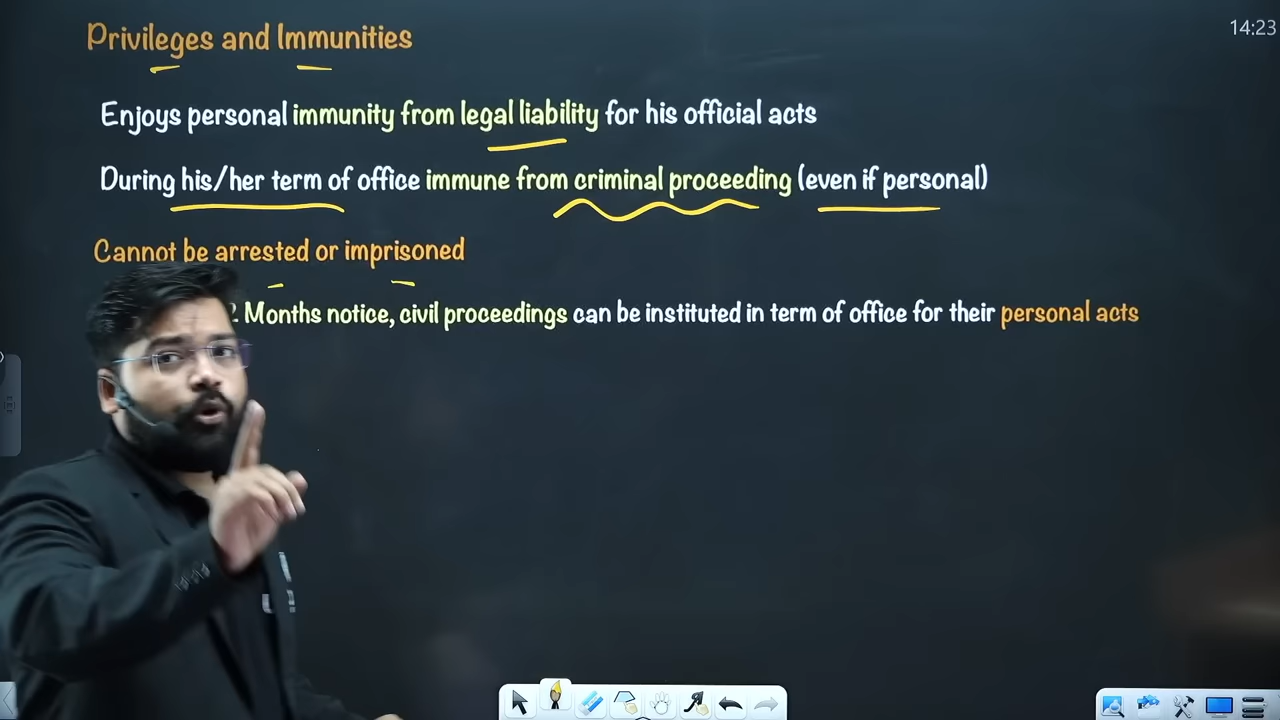 Privileges and Immunities
14:23
Enjoys personal immunity from legal liability for his official acts
During his/her term of office immune from criminal proceeding (even if personal)
Cannot be arrested or imprisoned
2 Months notice, civil proceedings can be instituted in term of office for their personal acts